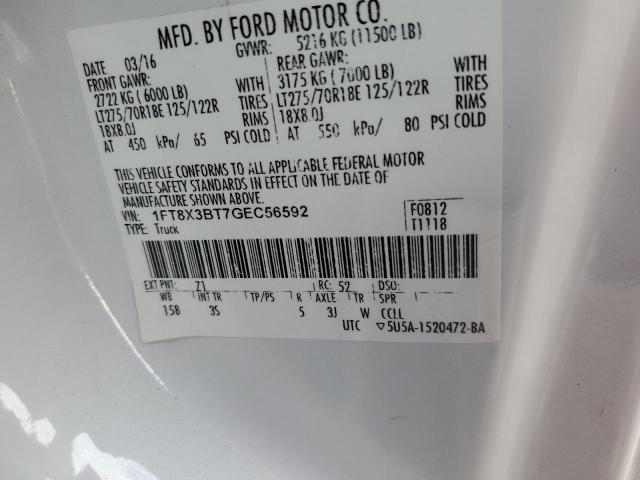 MFD. BY FORD MOTOR CO.
DATE 03/16 GVWR: 5216 KG (11500 LB)
FRONT GAWR: REAR GAWR:
2722 KG (6000 LB) WITH 3175 KG (7000 LB) WITH
LT275/70R18E 125/122R TIRES LT275/70R18E 125/122R TIRES
18X8.0J RIMS 18X8.0J RIMS
AT 450 kPa/ 65 PSI COLD AT 550 kPa/ 80 PSI COLD
THIS VEHICLE CONFORMS TO ALL APPLICABLE FEDERAL MOTOR
VEHICLE SAFETY STANDARDS IN EFFECT ON THE DATE OF
MANUFACTURE SHOWN ABOVE.
VIN: 1FT8X3BT7GEC56592 F0812
TYPE: Truck T1118
EXT PNT: Z1 RC: 52 DSO:
WB INT TR TP/PS R AXLE TR SPR
158 3S 5 3J W CCLL
UTC ▽5U5A-1520472-BA